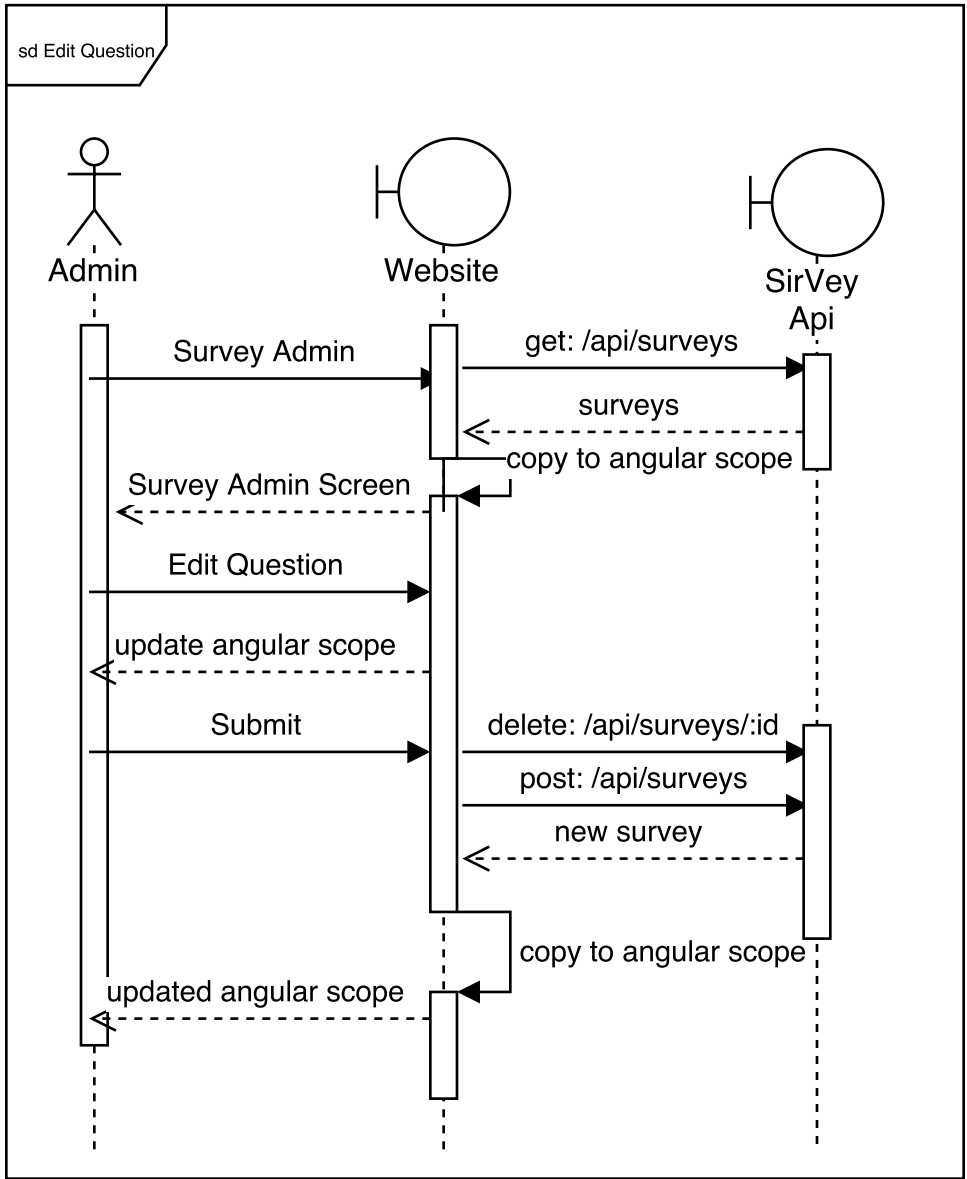 sd Edit Question
Admin
Website
SirVey
Api
Survey Admin
get: /api/surveys
surveys
copy to angular scope
Survey Admin Screen
Edit Question
update angular scope
Submit
delete: /api/surveys/:id
post: /api/surveys
new survey
copy to angular scope
updated angular scope